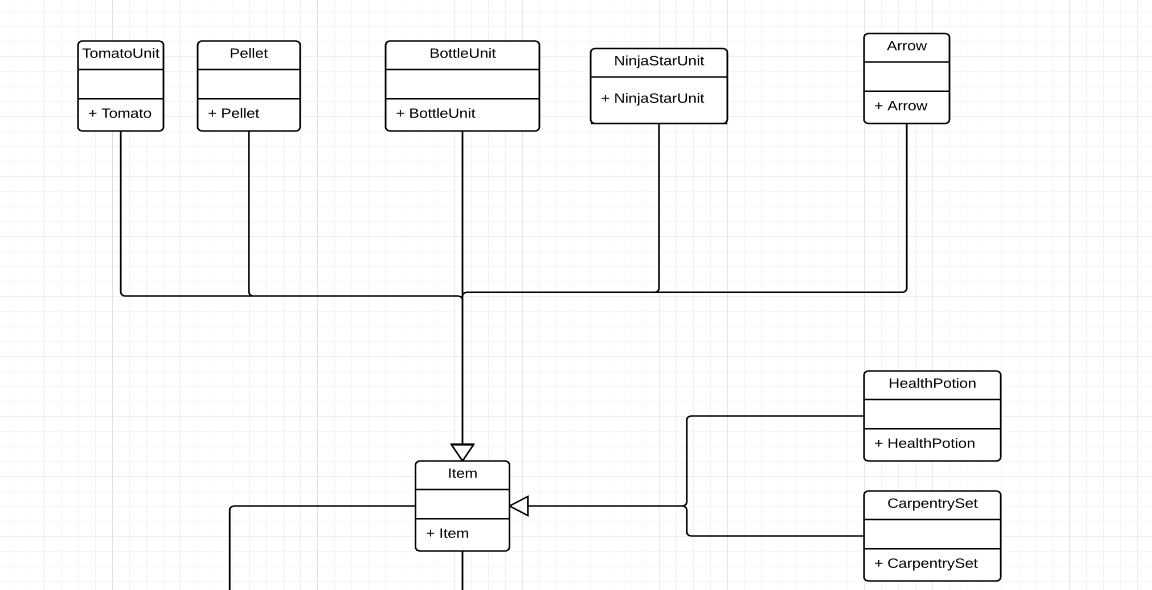 TomatoUnit
+ Tomato
Pellet
+ Pellet
BottleUnit
+ BottleUnit
NinjaStarUnit
+ NinjaStarUnit
Arrow
+ Arrow
HealthPotion
+ HealthPotion
Item
+ Item
CarpentrySet
+ CarpentrySet